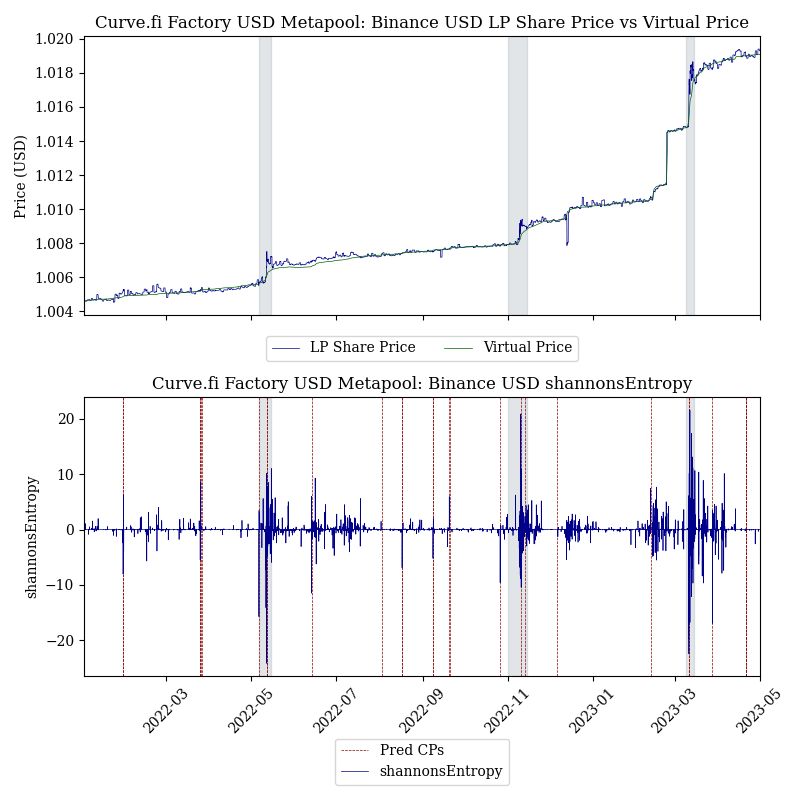 Curve.fi Factory USD Metapool: Binance USD LP Share Price vs Virtual Price
1.020
1.018
1.016
1.014
1.012
1.010
1.008
1.006
1.004
Price (USD)
LP Share Price
Virtual Price
Curve.fi Factory USD Metapool: Binance USD shannonsEntropy
20
10
0
−10
−20
shannonsEntropy
2022-03
2022-05
2022-07
2022-09
2022-11
2023-01
2023-03
2023-05
Pred CPs
shannonsEntropy